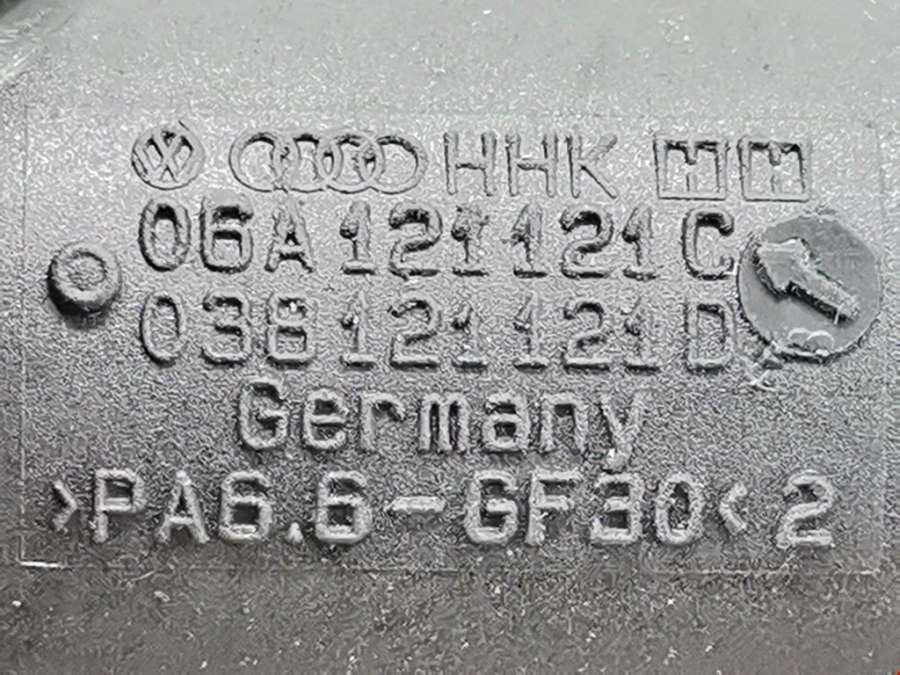 HHK
06A 121 121 C
038 121 121 D
Germany
>PA6.6-GF30< 2